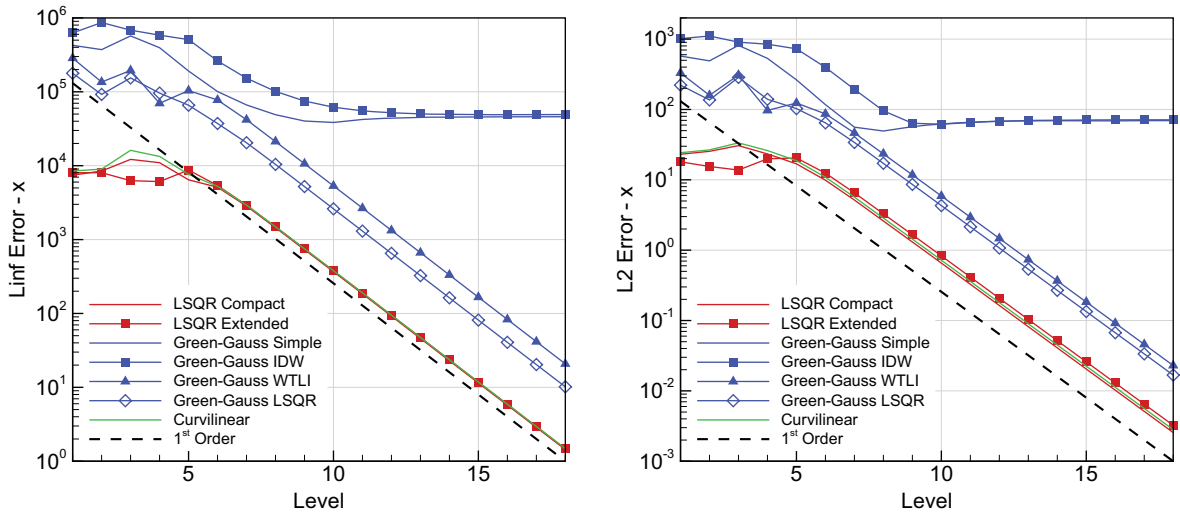 10^6
10^5
10^4
10^3
10^2
10^1
10^0
Linf Error - x
LSQR Compact
LSQR Extended
Green-Gauss Simple
Green-Gauss IDW
Green-Gauss WTLI
Green-Gauss LSQR
Curvilinear
1^st Order
5
10
15
Level
10^3
10^2
10^1
10^0
10^-1
10^-2
10^-3
L2 Error - x
LSQR Compact
LSQR Extended
Green-Gauss Simple
Green-Gauss IDW
Green-Gauss WTLI
Green-Gauss LSQR
Curvilinear
1^st Order
5
10
15
Level